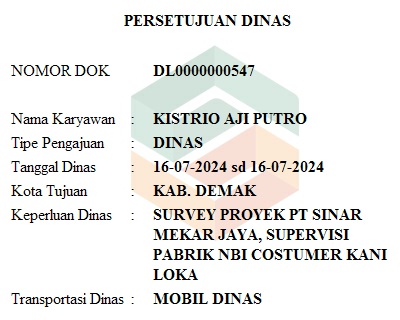 PERSETUJUAN DINAS
NOMOR DOK DL0000000547
Nama Karyawan : KISTRIO AJI PUTRO
Tipe Pengajuan : DINAS
Tanggal Dinas : 16-07-2024 sd 16-07-2024
Kota Tujuan : KAB. DEMAK
Keperluan Dinas : SURVEY PROYEK PT SINAR
MEKAR JAYA, SUPERVISI
PABRIK NBI COSTUMER KANI
LOKA
Transportasi Dinas : MOBIL DINAS